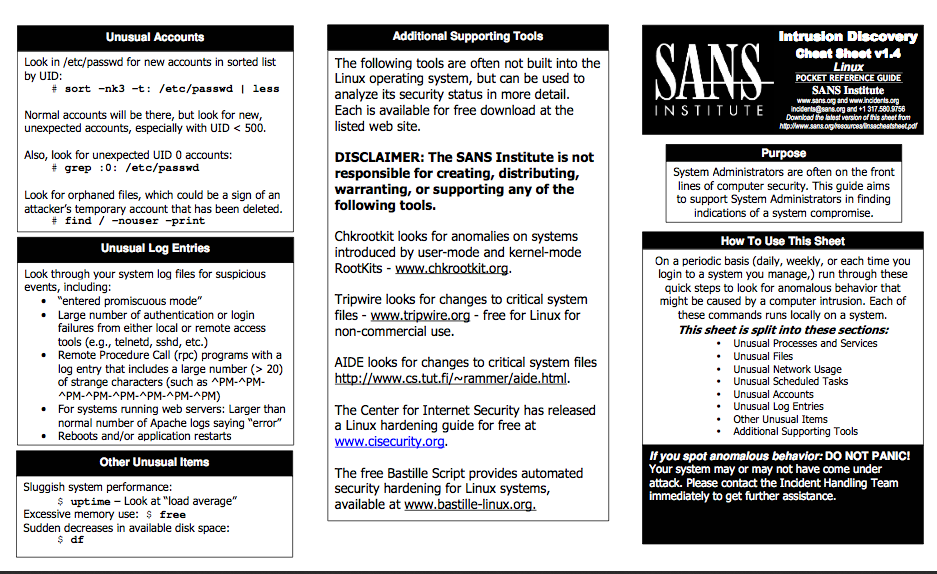 Unusual Accounts
Look in /etc/passwd for new accounts in sorted list
by UID:
# sort –nk3 –t: /etc/passwd | less
Normal accounts will be there, but look for new,
unexpected accounts, especially with UID < 500.
Also, look for unexpected UID 0 accounts:
# grep :0: /etc/passwd
Look for orphaned files, which could be a sign of an
attacker's temporary account that has been deleted.
# find / –nouser –print
Unusual Log Entries
Look through your system log files for suspicious
events, including:
• "entered promiscuous mode"
• Large number of authentication or login
failures from either local or remote access
tools (e.g., telnetd, sshd, etc.)
• Remote Procedure Call (rpc) programs with a
log entry that includes a large number (> 20)
of strange characters (such as ^PM-^PM-
^PM-^PM-^PM-^PM-^PM-^PM)
• For systems running web servers: Larger than
normal number of Apache logs saying "error"
• Reboots and/or application restarts
Other Unusual Items
Sluggish system performance:
$ uptime – Look at "load average"
Excessive memory use: $ free
Sudden decreases in available disk space:
$ df
Additional Supporting Tools
The following tools are often not built into the
Linux operating system, but can be used to
analyze its security status in more detail.
Each is available for free download at the
listed web site.
DISCLAIMER: The SANS Institute is not
responsible for creating, distributing,
warranting, or supporting any of the
following tools.
Chkrootkit looks for anomalies on systems
introduced by user-mode and kernel-mode
RootKits - www.chkrootkit.org.
Tripwire looks for changes to critical system
files - www.tripwire.org - free for Linux for
non-commercial use.
AIDE looks for changes to critical system files
http://www.cs.tut.fi/~rammer/aide.html.
The Center for Internet Security has released
a Linux hardening guide for free at
www.cisecurity.org.
The free Bastille Script provides automated
security hardening for Linux systems,
available at www.bastille-linux.org.
SANS
INSTITUTE
Intrusion Discovery
Cheat Sheet v1.4
Linux
POCKET REFERENCE GUIDE
SANS Institute
www.sans.org and www.incidents.org
incidents@sans.org and +1 317.580.9756
Download the latest version of this sheet from
http://www.sans.org/resources/linsacheatsheet.pdf
Purpose
System Administrators are often on the front
lines of computer security. This guide aims
to support System Administrators in finding
indications of a system compromise.
How To Use This Sheet
On a periodic basis (daily, weekly, or each time you
login to a system you manage,) run through these
quick steps to look for anomalous behavior that
might be caused by a computer intrusion. Each of
these commands runs locally on a system.
This sheet is split into these sections:
• Unusual Processes and Services
• Unusual Files
• Unusual Network Usage
• Unusual Scheduled Tasks
• Unusual Accounts
• Unusual Log Entries
• Other Unusual Items
• Additional Supporting Tools
If you spot anomalous behavior: DO NOT PANIC!
Your system may or may not have come under
attack. Please contact the Incident Handling Team
immediately to get further assistance.